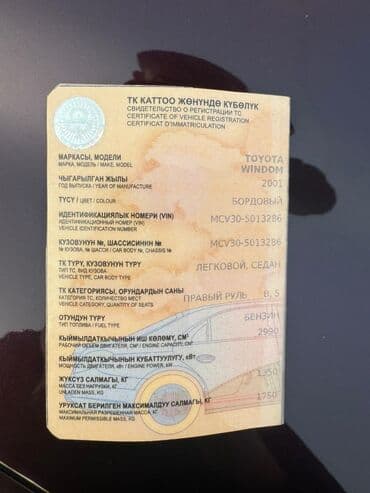 ТК КАТТОО ЖӨНҮНДӨ КҮБӨЛҮК
СВИДЕТЕЛЬСТВО О РЕГИСТРАЦИИ ТС
CERTIFICATE OF VEHICLE REGISTRATION
CERTIFICAT D'IMMATRICULATION
МАРКАСЫ, МОДЕЛИ
МАРКА, МОДЕЛЬ / MAKE, MODEL
TOYOTA
WINDOM
ЧЫГАРЫЛГАН ЖЫЛЫ
ГОД ВЫПУСКА / YEAR OF MANUFACTURE
2001
ТҮСҮ / ЦВЕТ / COLOUR
БОРДОВЫЙ
ИДЕНТИФИКАЦИЯЛЫК НОМЕРИ (VIN)
ИДЕНТИФИКАЦИОННЫЙ НОМЕР (VIN)
VEHICLE IDENTIFICATION NUMBER
MCV30-5013286
КУЗОВУНУН №, ШАССИСИНИН №
№ КУЗОВА, № ШАССИ / CAR BODY №, CHASSIS №
MCV30-5013286
ТК ТҮРҮ, КУЗОВУНУН ТҮРҮ
ТИП ТС, ВИД КУЗОВА
VEHICLE TYPE, CAR BODY TYPE
ЛЕГКОВОЙ, СЕДАН
ТК КАТЕГОРИЯСЫ, ОРУНДАРДЫН САНЫ
КАТЕГОРИЯ ТС, КОЛИЧЕСТВО МЕСТ
VEHICLE CATEGORY, QUANTITY OF SEATS
ПРАВЫЙ РУЛЬ B, 5
ОТУНДУН ТҮРҮ
ТИП ТОПЛИВА / FUEL TYPE
БЕНЗИН
КЫЙМЫЛДАТКЫЧЫНЫН ИШ КӨЛӨМҮ, СМ³
РАБОЧИЙ ОБЪЕМ ДВИГАТЕЛЯ, СМ³ / ENGINE CAPACITY, CM³
2990
КЫЙМЫЛДАТКЫЧЫНЫН КУБАТТУУЛУГУ, кВт
МОЩНОСТЬ ДВИГАТЕЛЯ, кВт / ENGINE POWER, kW
ЖҮКСҮЗ САЛМАГЫ, КГ
МАССА БЕЗ НАГРУЗКИ, КГ
UNLADEN MASS, KG
УРУКСАТ БЕРИЛГЕН МАКСИМАЛДУУ САЛМАГЫ, КГ
МАКСИМАЛЬНАЯ РАЗРЕШЕННАЯ МАССА, КГ
MAXIMUM PERMISSIBLE MASS, KG
1750